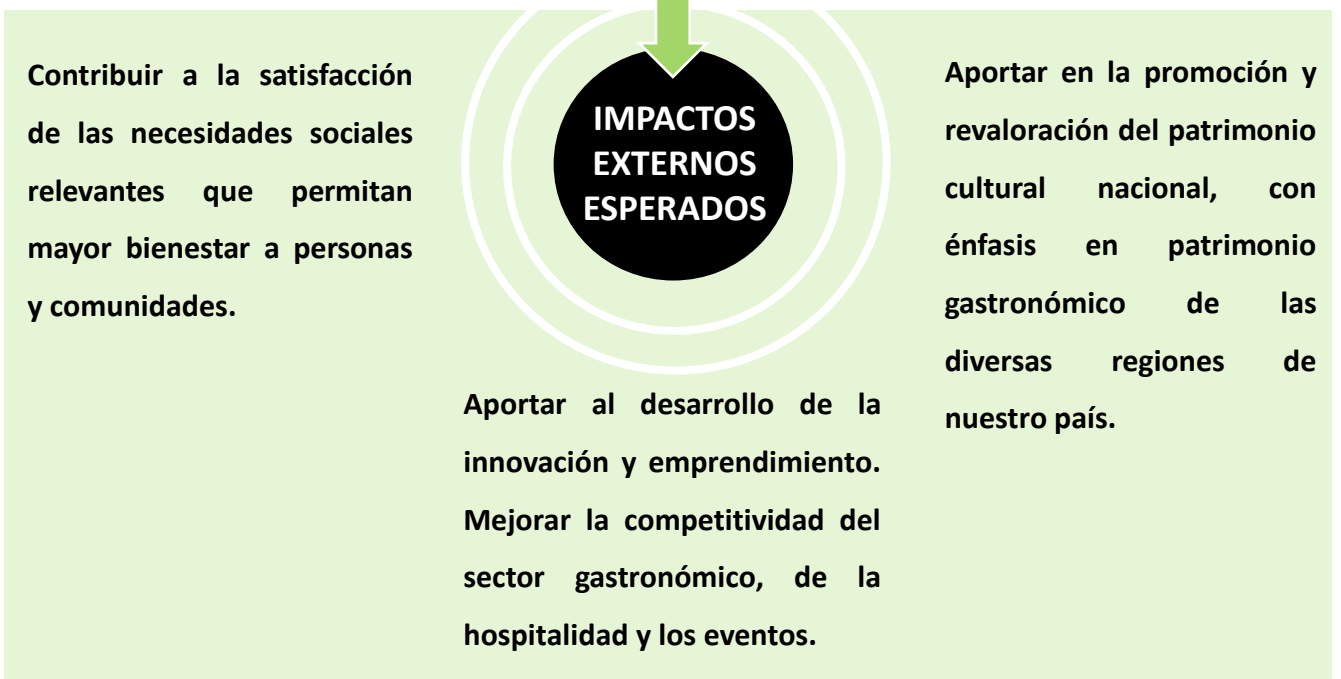 Contribuir a la satisfacción
de las necesidades sociales
relevantes que permitan
mayor bienestar a personas
y comunidades.
IMPACTOS
EXTERNOS
ESPERADOS
Aportar al desarrollo de la
innovación y emprendimiento.
Mejorar la competitividad del
sector gastronómico, de la
hospitalidad y los eventos.
Aportar en la promoción y
revaloración del patrimonio
cultural nacional, con
énfasis en patrimonio
gastronómico de las
diversas regiones de
nuestro país.